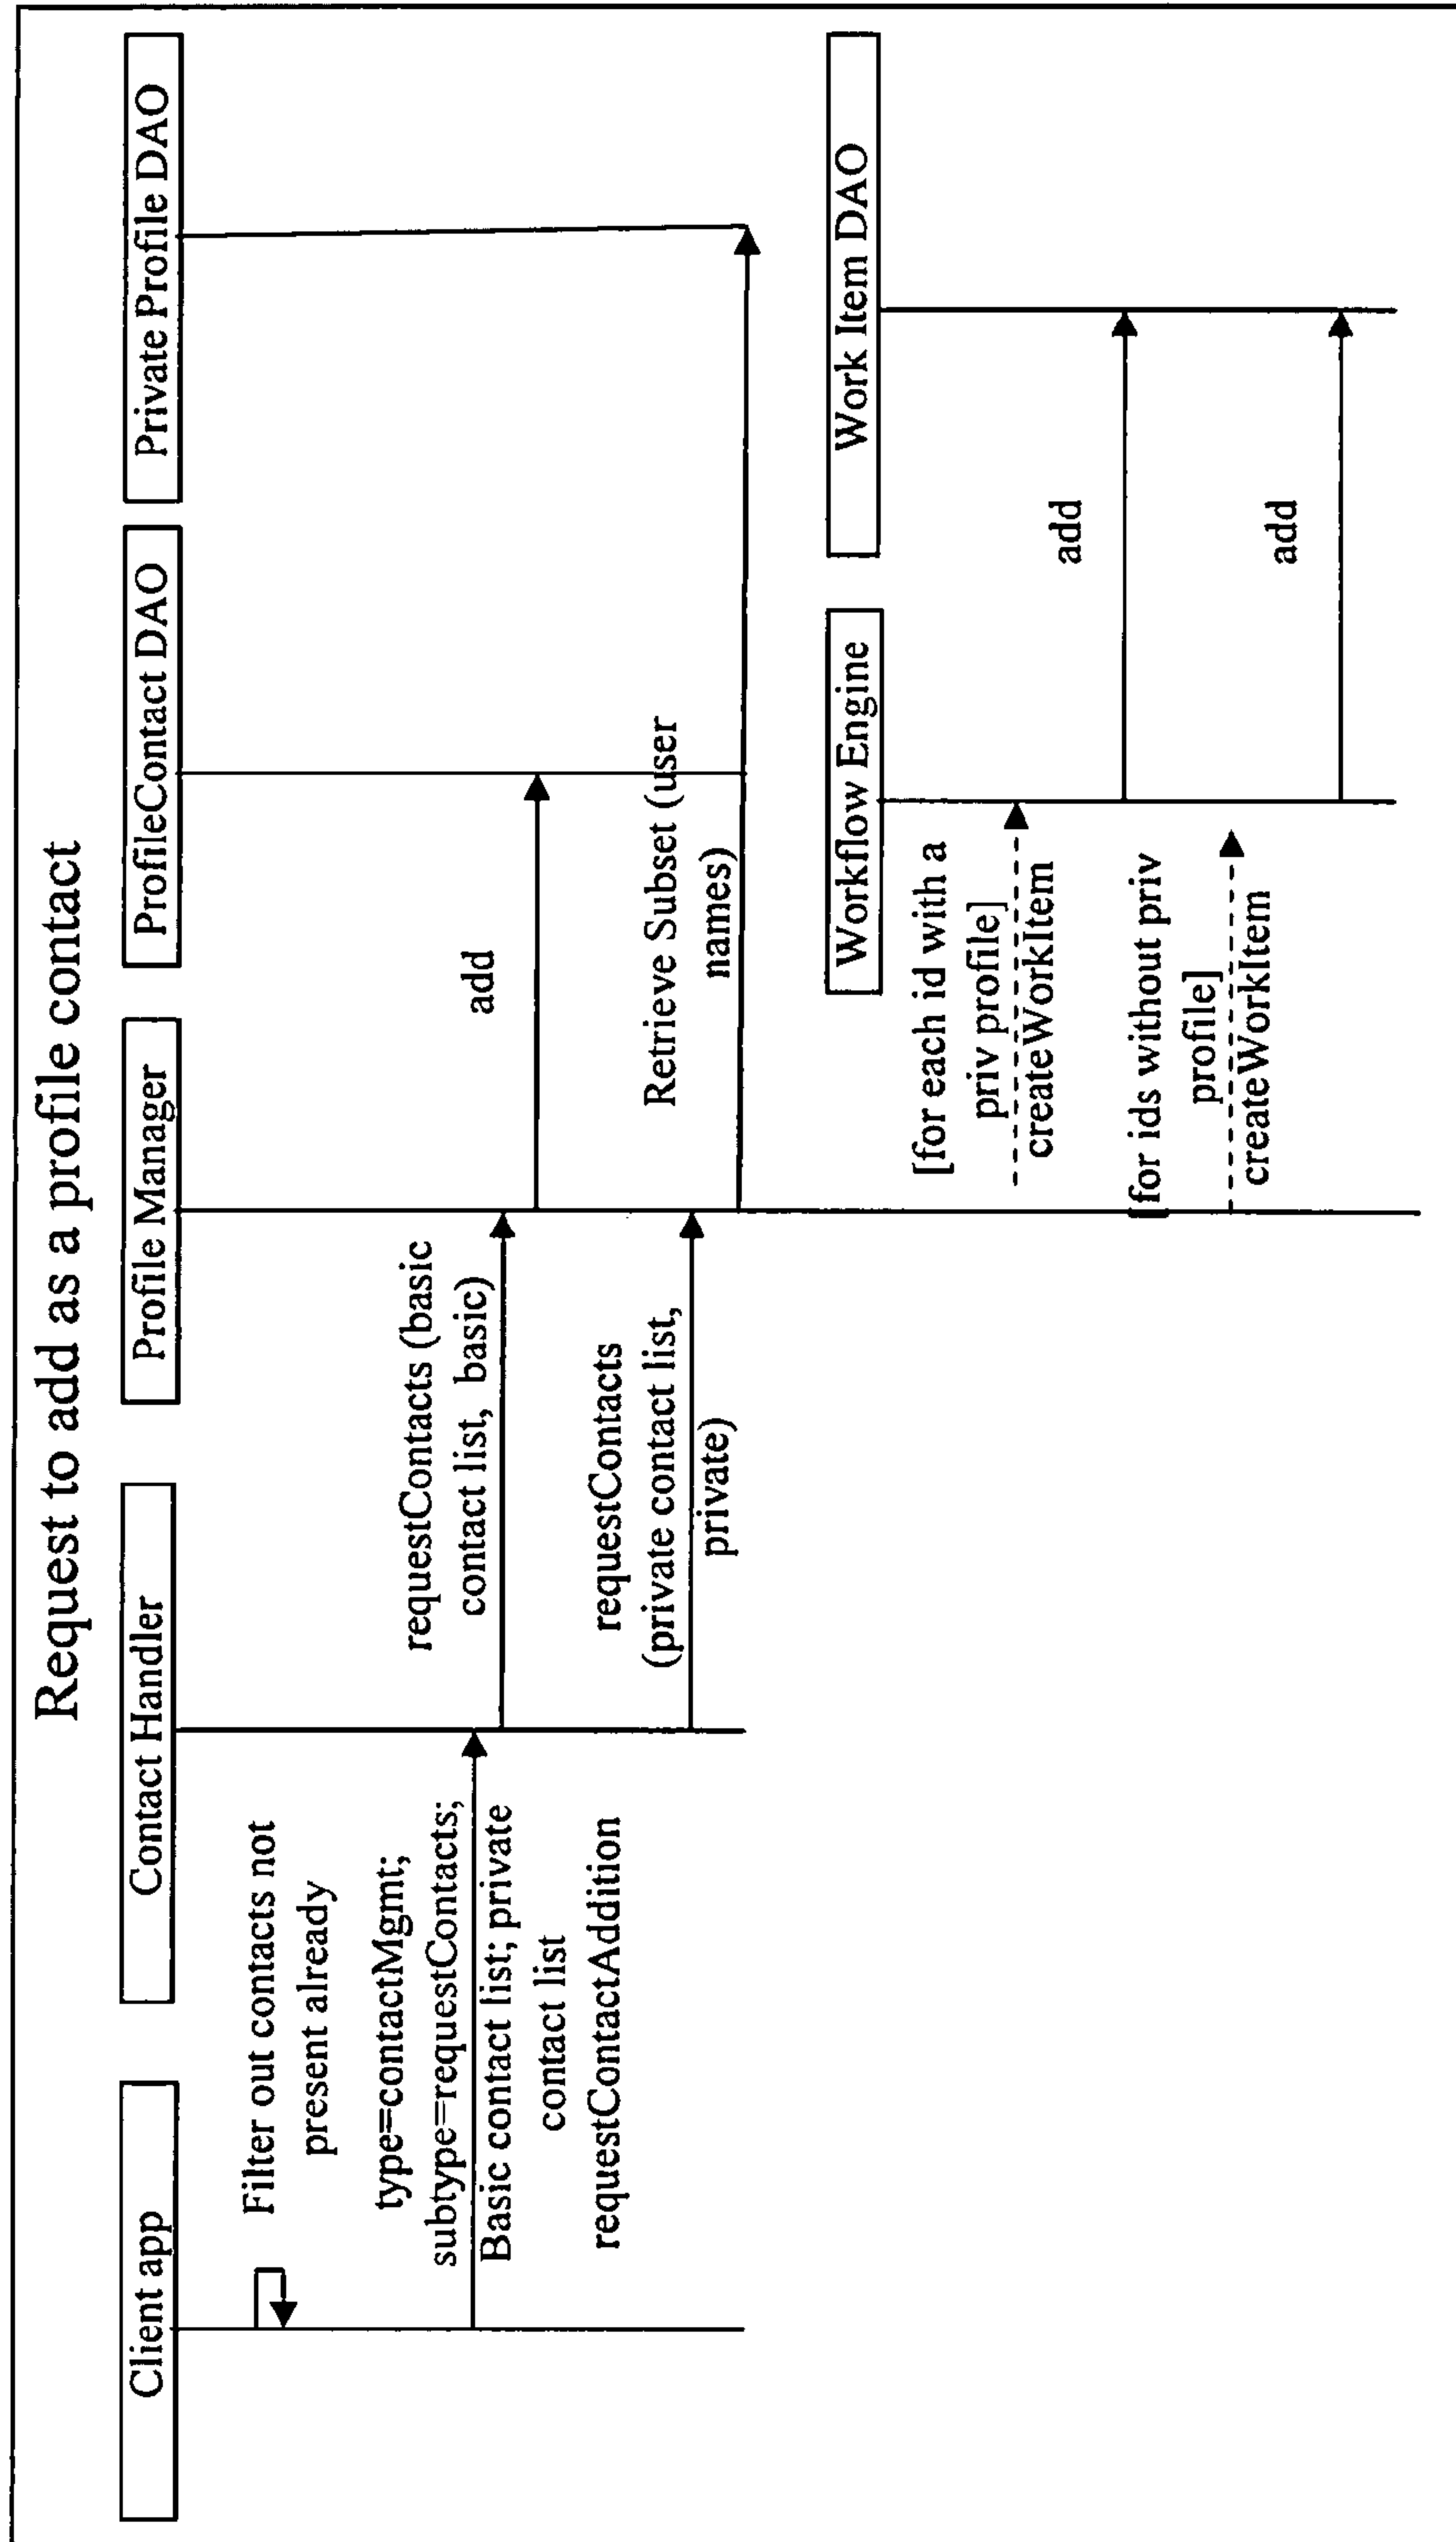 Request to add as a profile contact
Client app
Contact Handler
Profile Manager
ProfileContact DAO
Private Profile DAO
Filter out contacts not
present already
type=contactMgmt;
subtype=requestContacts;
Basic contact list; private
contact list
requestContactAddition
requestContacts (basic
contact list, basic)
add
requestContacts
(private contact list,
private)
Retrieve Subset (user
names)
Workflow Engine
Work Item DAO
[for each id with a
priv profile]
createWorkItem
add
[for ids without priv
profile]
createWorkItem
add